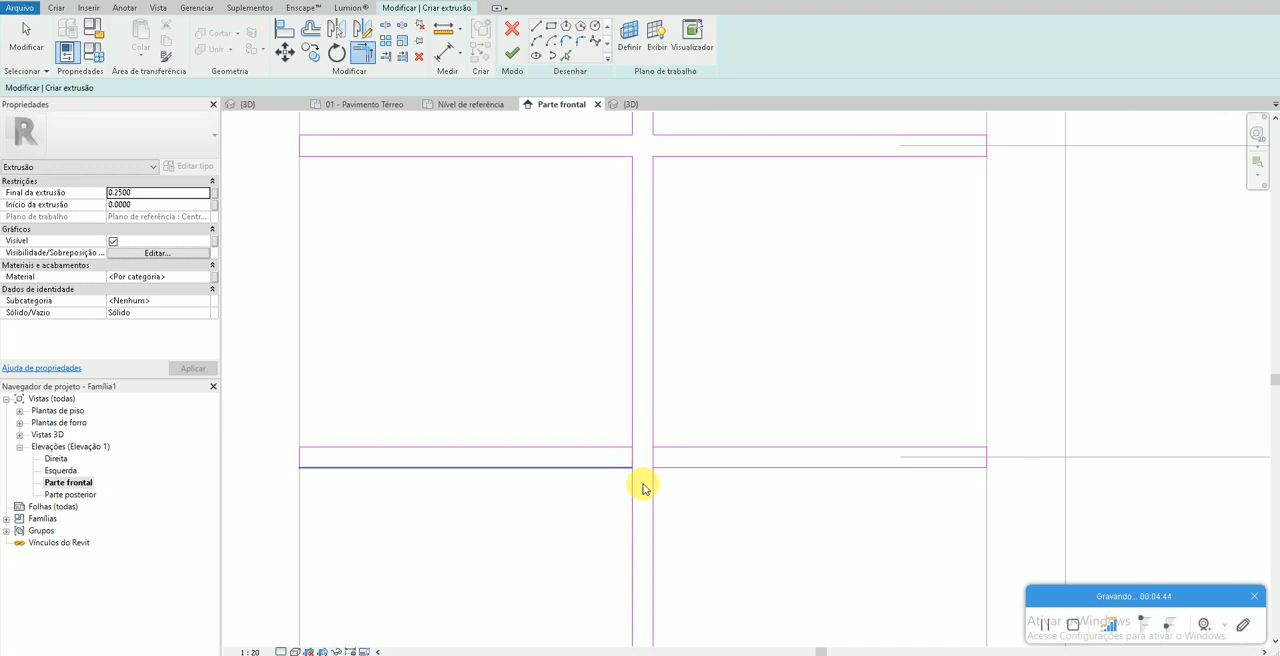 Arquivo Criar Inserir Anotar Vista Gerenciar Suplementos Enscape™ Lumion® Modificar | Criar extrusão
Modificar
Colar
Cortar
Unir
Definir Exibir Visualizador
Selecionar Propriedades Área de transferência Geometria Modificar Medir Criar Modo Desenhar Plano de trabalho
Modificar | Criar extrusão
Propriedades
(3D) 01 - Pavimento Térreo Nível de referência Parte frontal (3D)
Extrusão
Editar tipo
Restrições
Final da extrusão 0.2500
Início da extrusão 0.0000
Plano de trabalho Plano de referência : Centr...
Gráficos
Visível
Visibilidade/Sobreposição ... Editar...
Materiais e acabamentos
Material <Por categoria>
Dados de identidade
Subcategoria <Nenhum>
Sólido/Vazio Sólido
Ajuda de propriedades Aplicar
Navegador de projeto - Família1
Vistas (todas)
Plantas de piso
Plantas de forro
Vistas 3D
Elevações (Elevação 1)
Direita
Esquerda
Parte frontal
Parte posterior
Folhas (todas)
Famílias
Grupos
Vínculos do Revit
Gravando... 00:04:44
Ativar o Windows
Acesse Configurações para ativar o Windows.
1 : 20